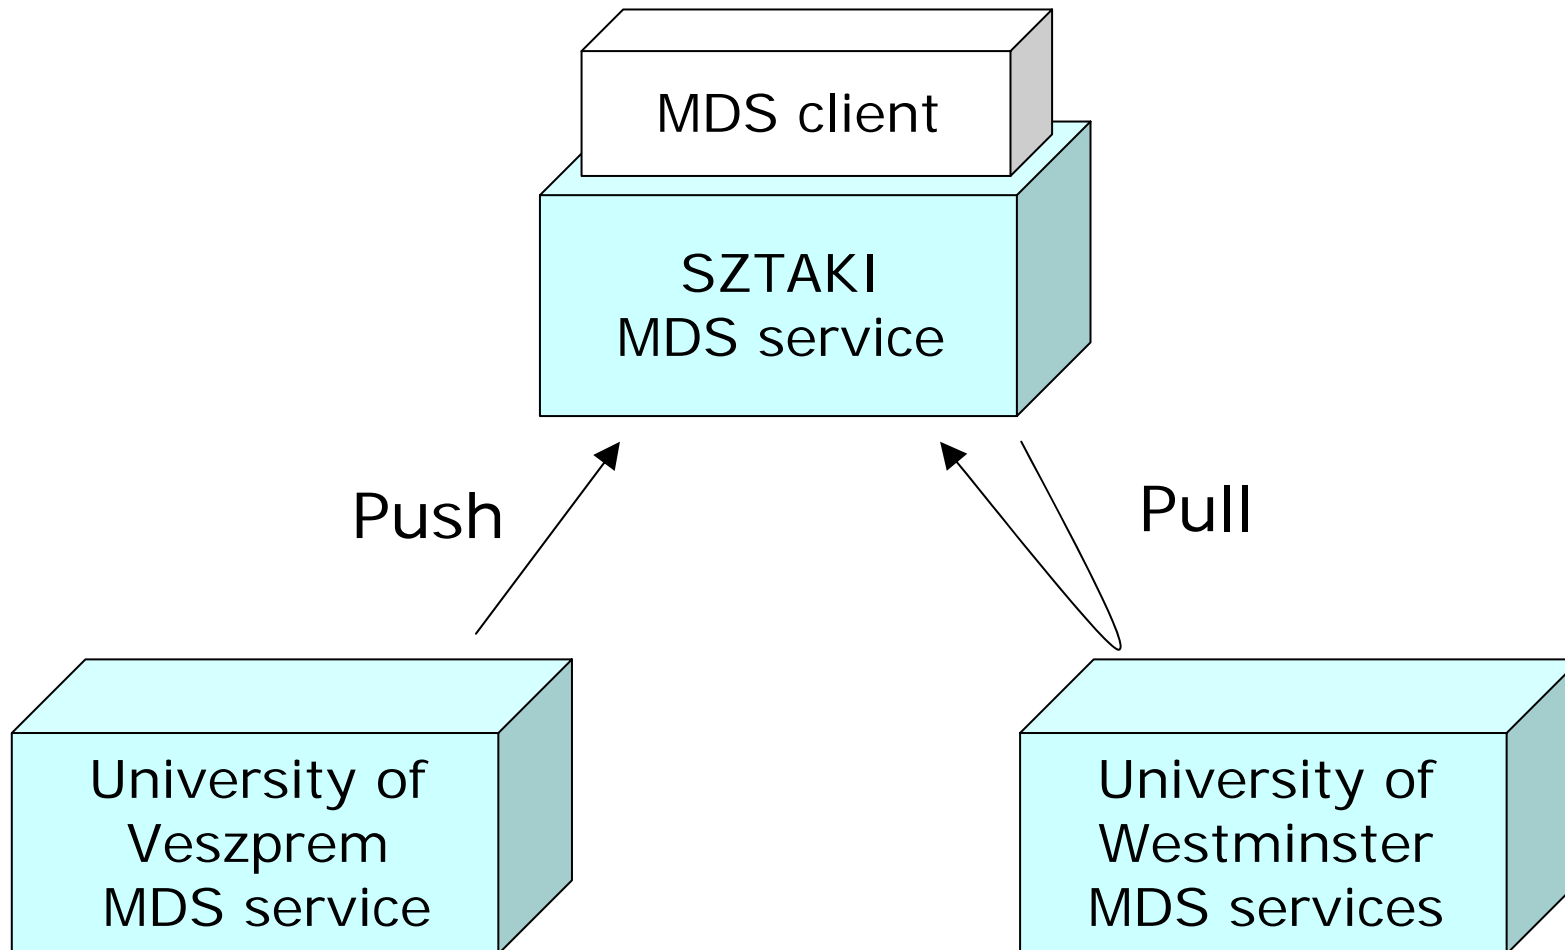 MDS client
SZTAKI
MDS service
Push
Pull
University of
Veszprem
MDS service
University of
Westminster
MDS services